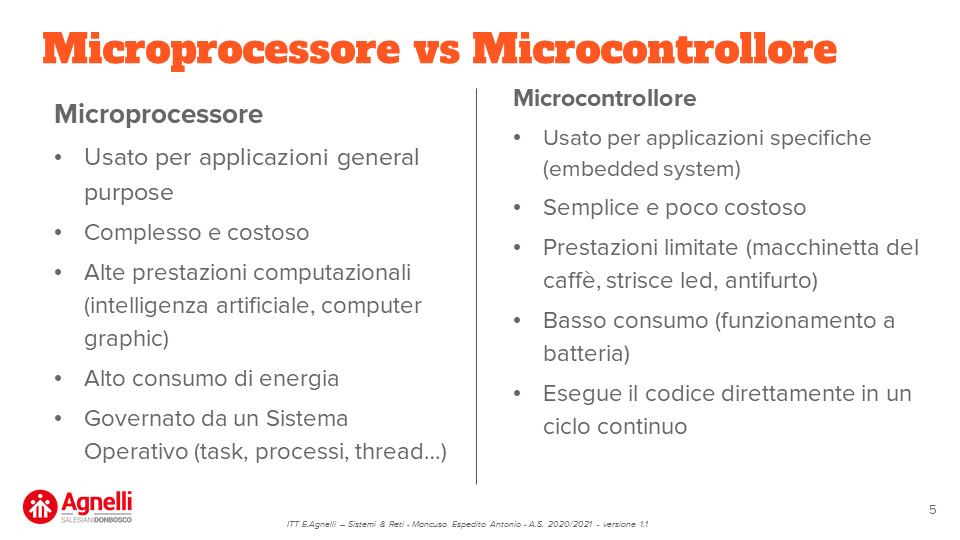 Microprocessore vs Microcontrollore
Microprocessore
• Usato per applicazioni general
purpose
• Complesso e costoso
• Alte prestazioni computazionali
(intelligenza artificiale, computer
graphic)
• Alto consumo di energia
• Governato da un Sistema
Operativo (task, processi, thread...)
Microcontrollore
• Usato per applicazioni specifiche
(embedded system)
• Semplice e poco costoso
• Prestazioni limitate (macchinetta del
caffè, strisce led, antifurto)
• Basso consumo (funzionamento a
batteria)
• Esegue il codice direttamente in un
ciclo continuo
Agnelli
SALESIANI DONBOSCO
ITT E.Agnelli – Sistemi & Reti - Mancuso Espedito Antonio - A.S. 2020/2021 - versione 1.1
5